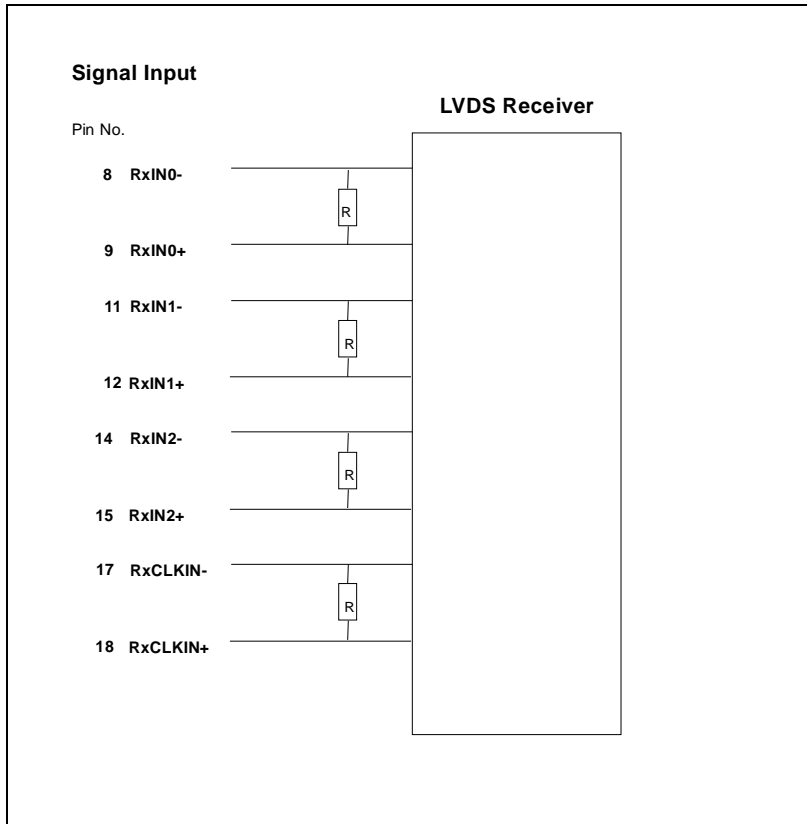 Signal Input
LVDS Receiver
Pin No.
8 RxIN0-
R
9 RxIN0+
11 RxIN1-
R
12 RxIN1+
14 RxIN2-
R
15 RxIN2+
17 RxCLKIN-
R
18 RxCLKIN+